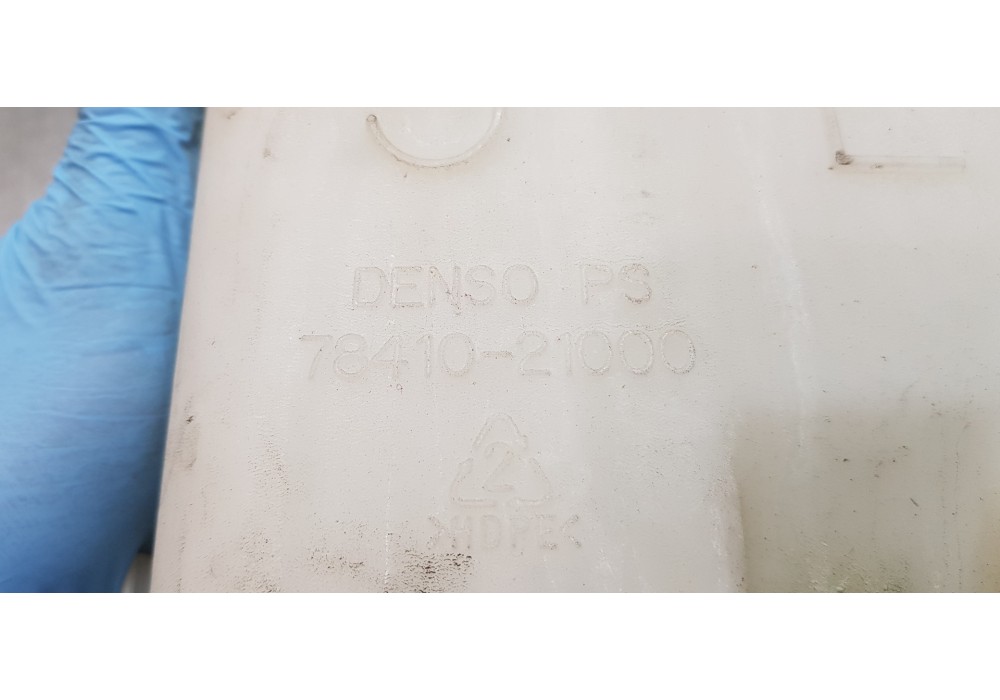 DENSO PS
78410-21000
2
>HDPE<